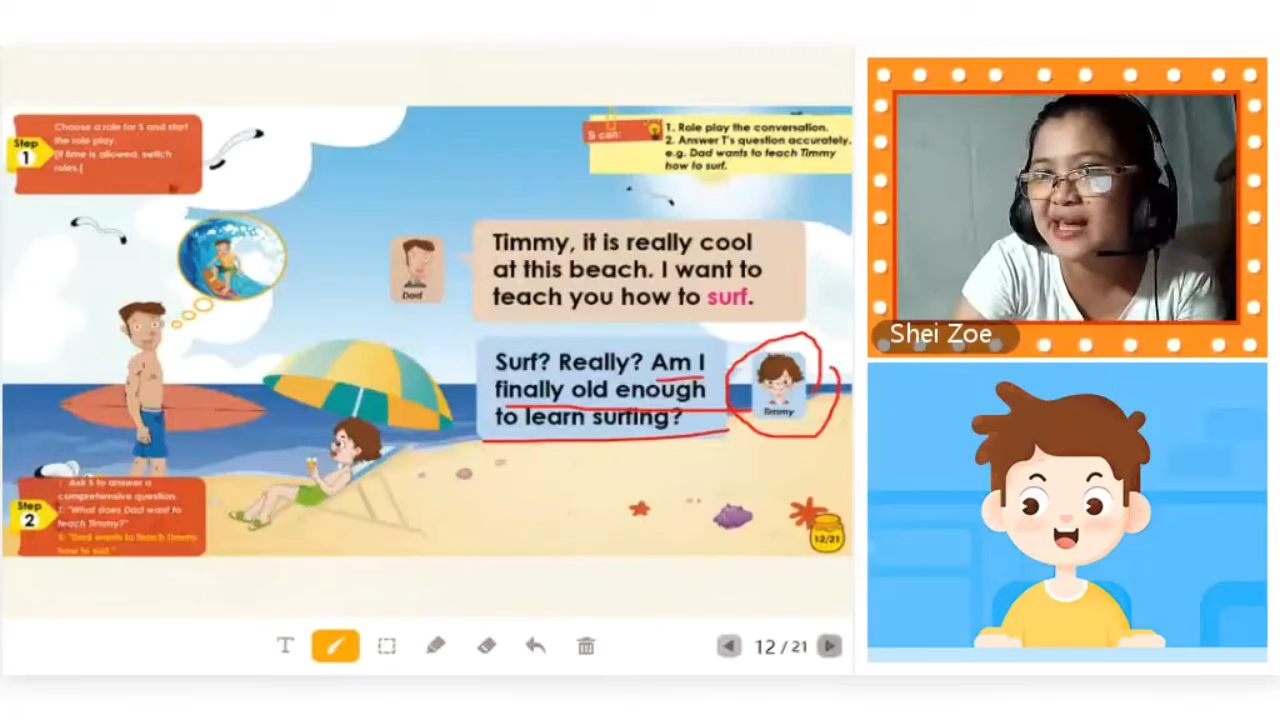 Step
1
Choose a role for S and start
the role play.
[If time is allowed, switch
rules.]
S can:
1. Role play the conversation.
2. Answer T's question accurately.
e.g. Dad wants to teach Timmy
how to surf.
Dad
Timmy, it is really cool
at this beach. I want to
teach you how to surf.
Surf? Really? Am I
finally old enough
to learn surfing?
Timmy
Step
2
Ask S to answer a
comprehensive question.
T: "What does Dad want to
teach Timmy?"
S: "Dad wants to teach Timmy
how to surf."
12/21
T
12 / 21
Shei Zoe